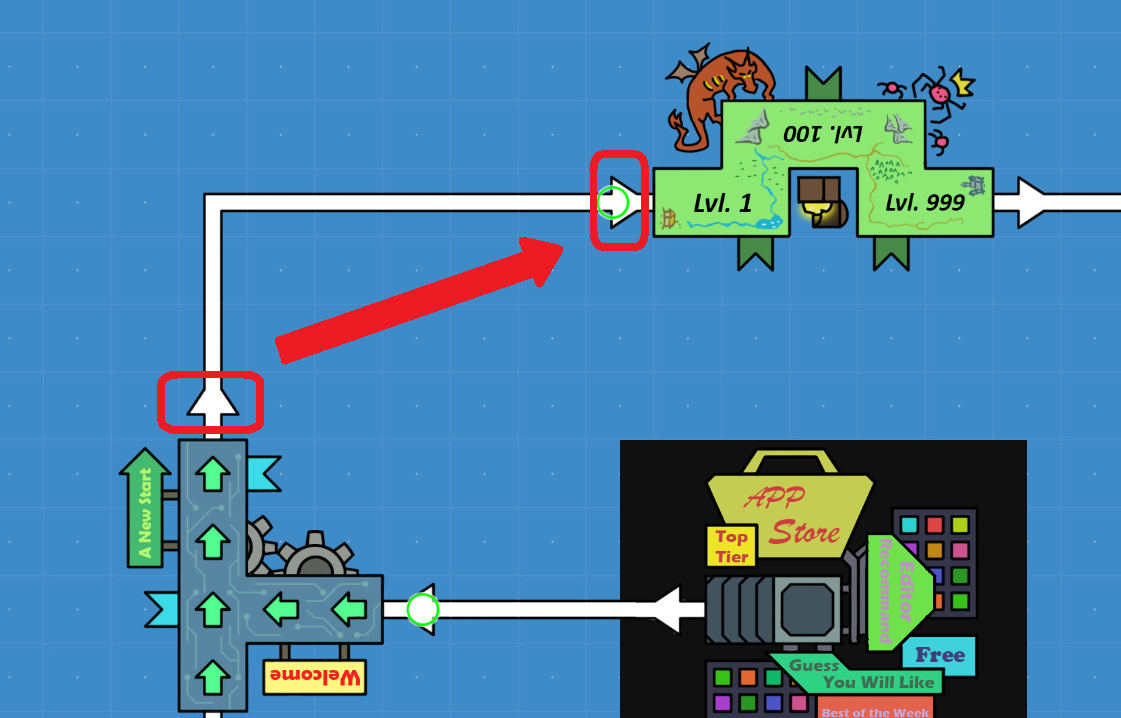 Lvl. 100
Lvl. 1
Lvl. 999
A New Start
Welcome
APP
Store
Top
Tier
Editor
Recommand
Free
Guess
You Will Like
Best of the Week